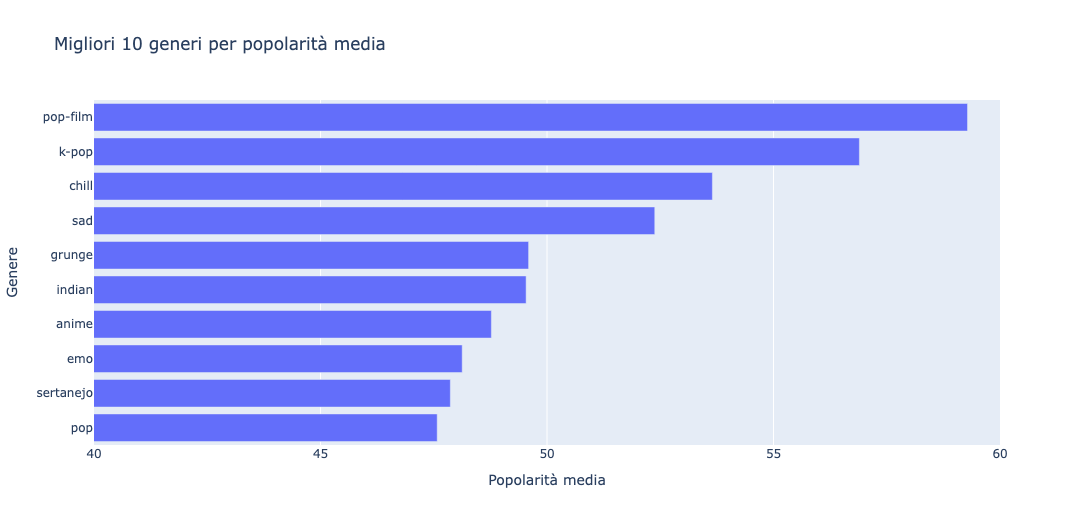 Migliori 10 generi per popolarità media
Genere
pop-film
k-pop
chill
sad
grunge
indian
anime
emo
sertanejo
pop
40 45 50 55 60
Popolarità media